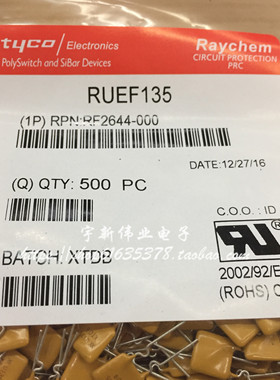 tyco / Electronics
PolySwitch and SiBar Devices
Raychem
CIRCUIT PROTECTION
PRC
RUEF135
(1P) RPN:RF2644-000
DATE:12/27/16
(Q) QTY: 500 PC
C.O.O. : ID
宇新伟业电子
BATCH: XTDB
2002/92/E
(ROHS) C